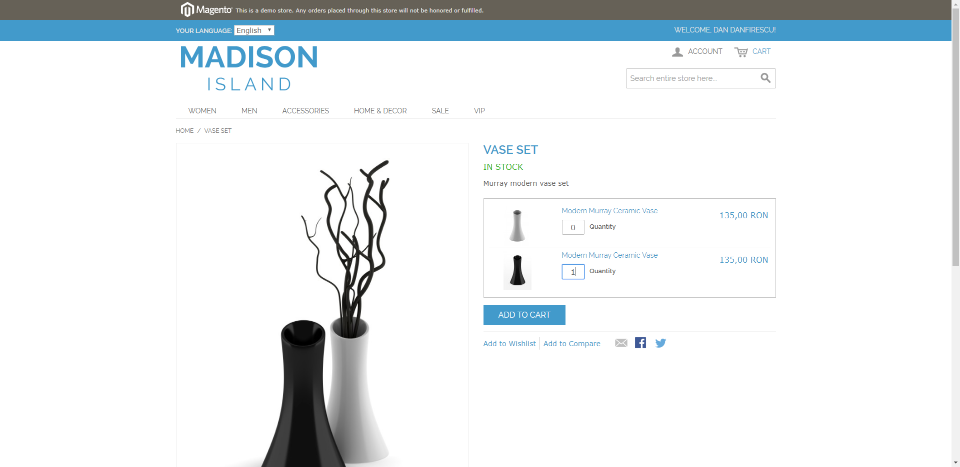 Magento This is a demo store. Any orders placed through this store will not be honored or fulfilled.
YOUR LANGUAGE: English WELCOME, DAN DANFIRESCU!
MADISON
ISLAND
ACCOUNT CART
Search entire store here...
WOMEN MEN ACCESSORIES HOME & DECOR SALE VIP
HOME / VASE SET
VASE SET
IN STOCK
Murray modern vase set
Modern Murray Ceramic Vase 135,00 RON
0 Quantity
Modern Murray Ceramic Vase 135,00 RON
1 Quantity
ADD TO CART
Add to Wishlist Add to Compare